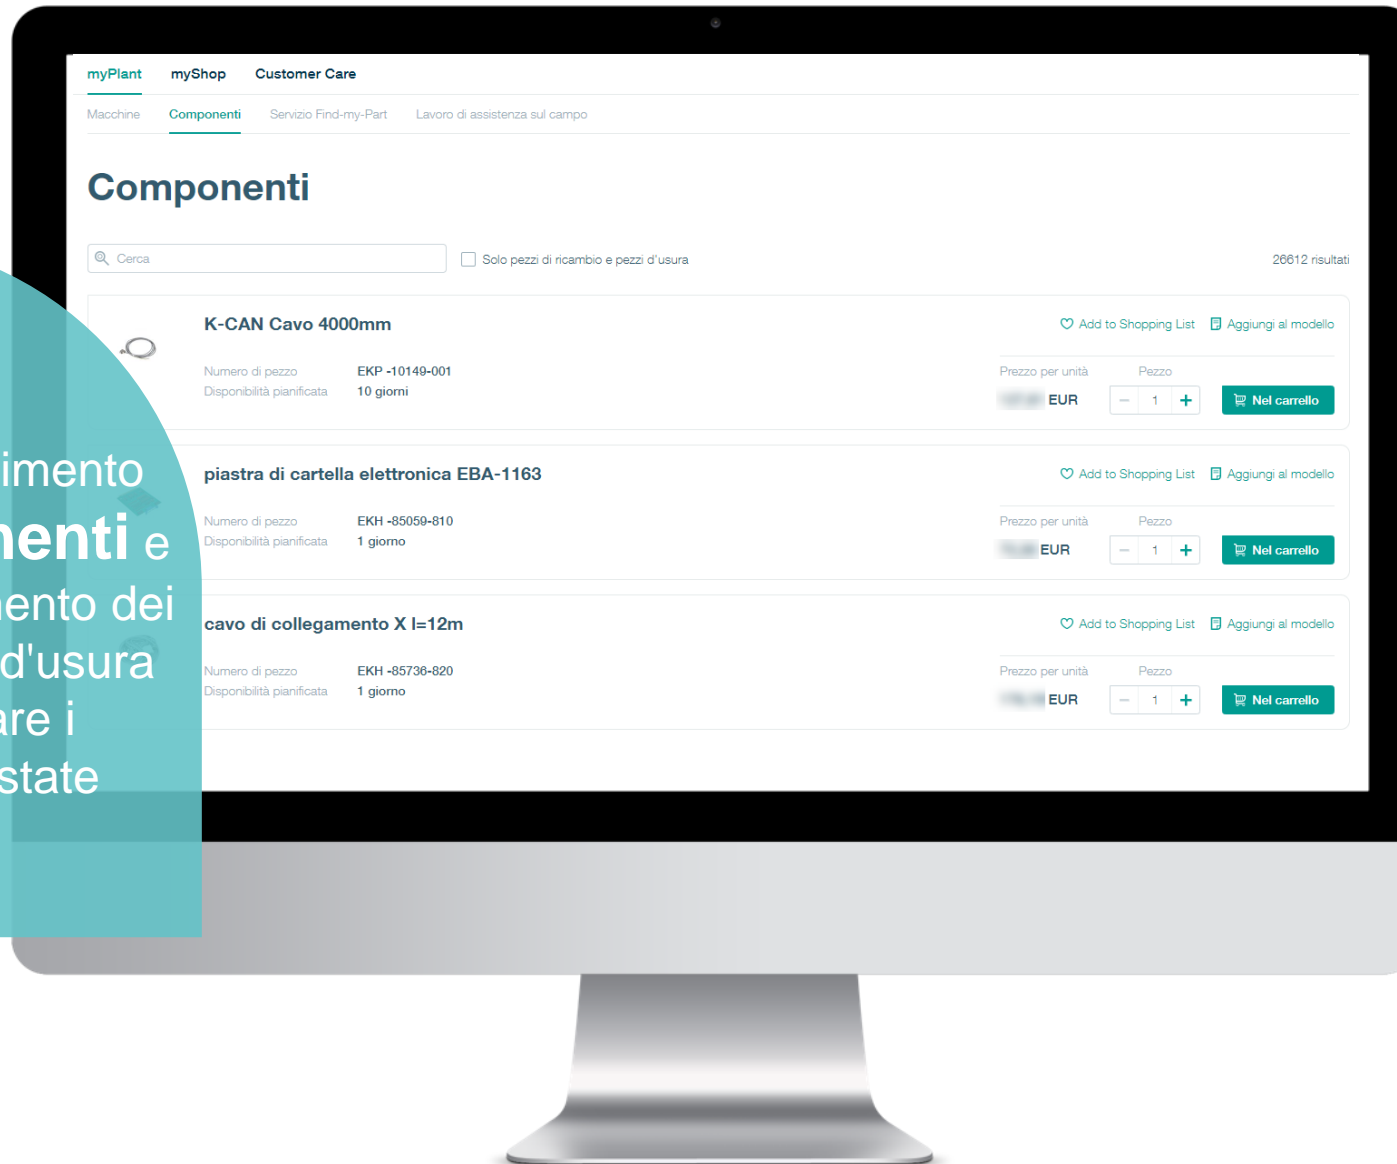 myPlant myShop Customer Care
Macchine Componenti Servizio Find-my-Part Lavoro di assistenza sul campo
Componenti
Cerca Solo pezzi di ricambio e pezzi d'usura 26612 risultati
K-CAN Cavo 4000mm Add to Shopping List Aggiungi al modello
Numero di pezzo EKP -10149-001 Prezzo per unità Pezzo
Disponibilità pianificata 10 giorni EUR - 1 + Nel carrello
piastra di cartella elettronica EBA-1163 Add to Shopping List Aggiungi al modello
Numero di pezzo EKH -85059-810 Prezzo per unità Pezzo
Disponibilità pianificata 1 giorno EUR - 1 + Nel carrello
cavo di collegamento X l=12m Add to Shopping List Aggiungi al modello
Numero di pezzo EKH -85736-820 Prezzo per unità Pezzo
Disponibilità pianificata 1 giorno EUR - 1 + Nel carrello
imento
nenti e
ento dei
d'usura
are i
state